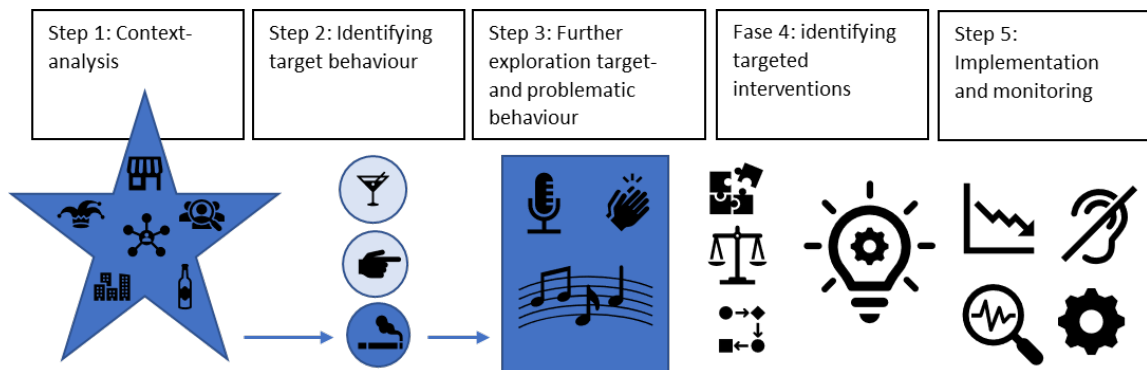 Step 1: Context-
analysis
Step 2: Identifying
target behaviour
Step 3: Further
exploration target-
and problematic
behaviour
Fase 4: identifying
targeted
interventions
Step 5:
Implementation
and monitoring